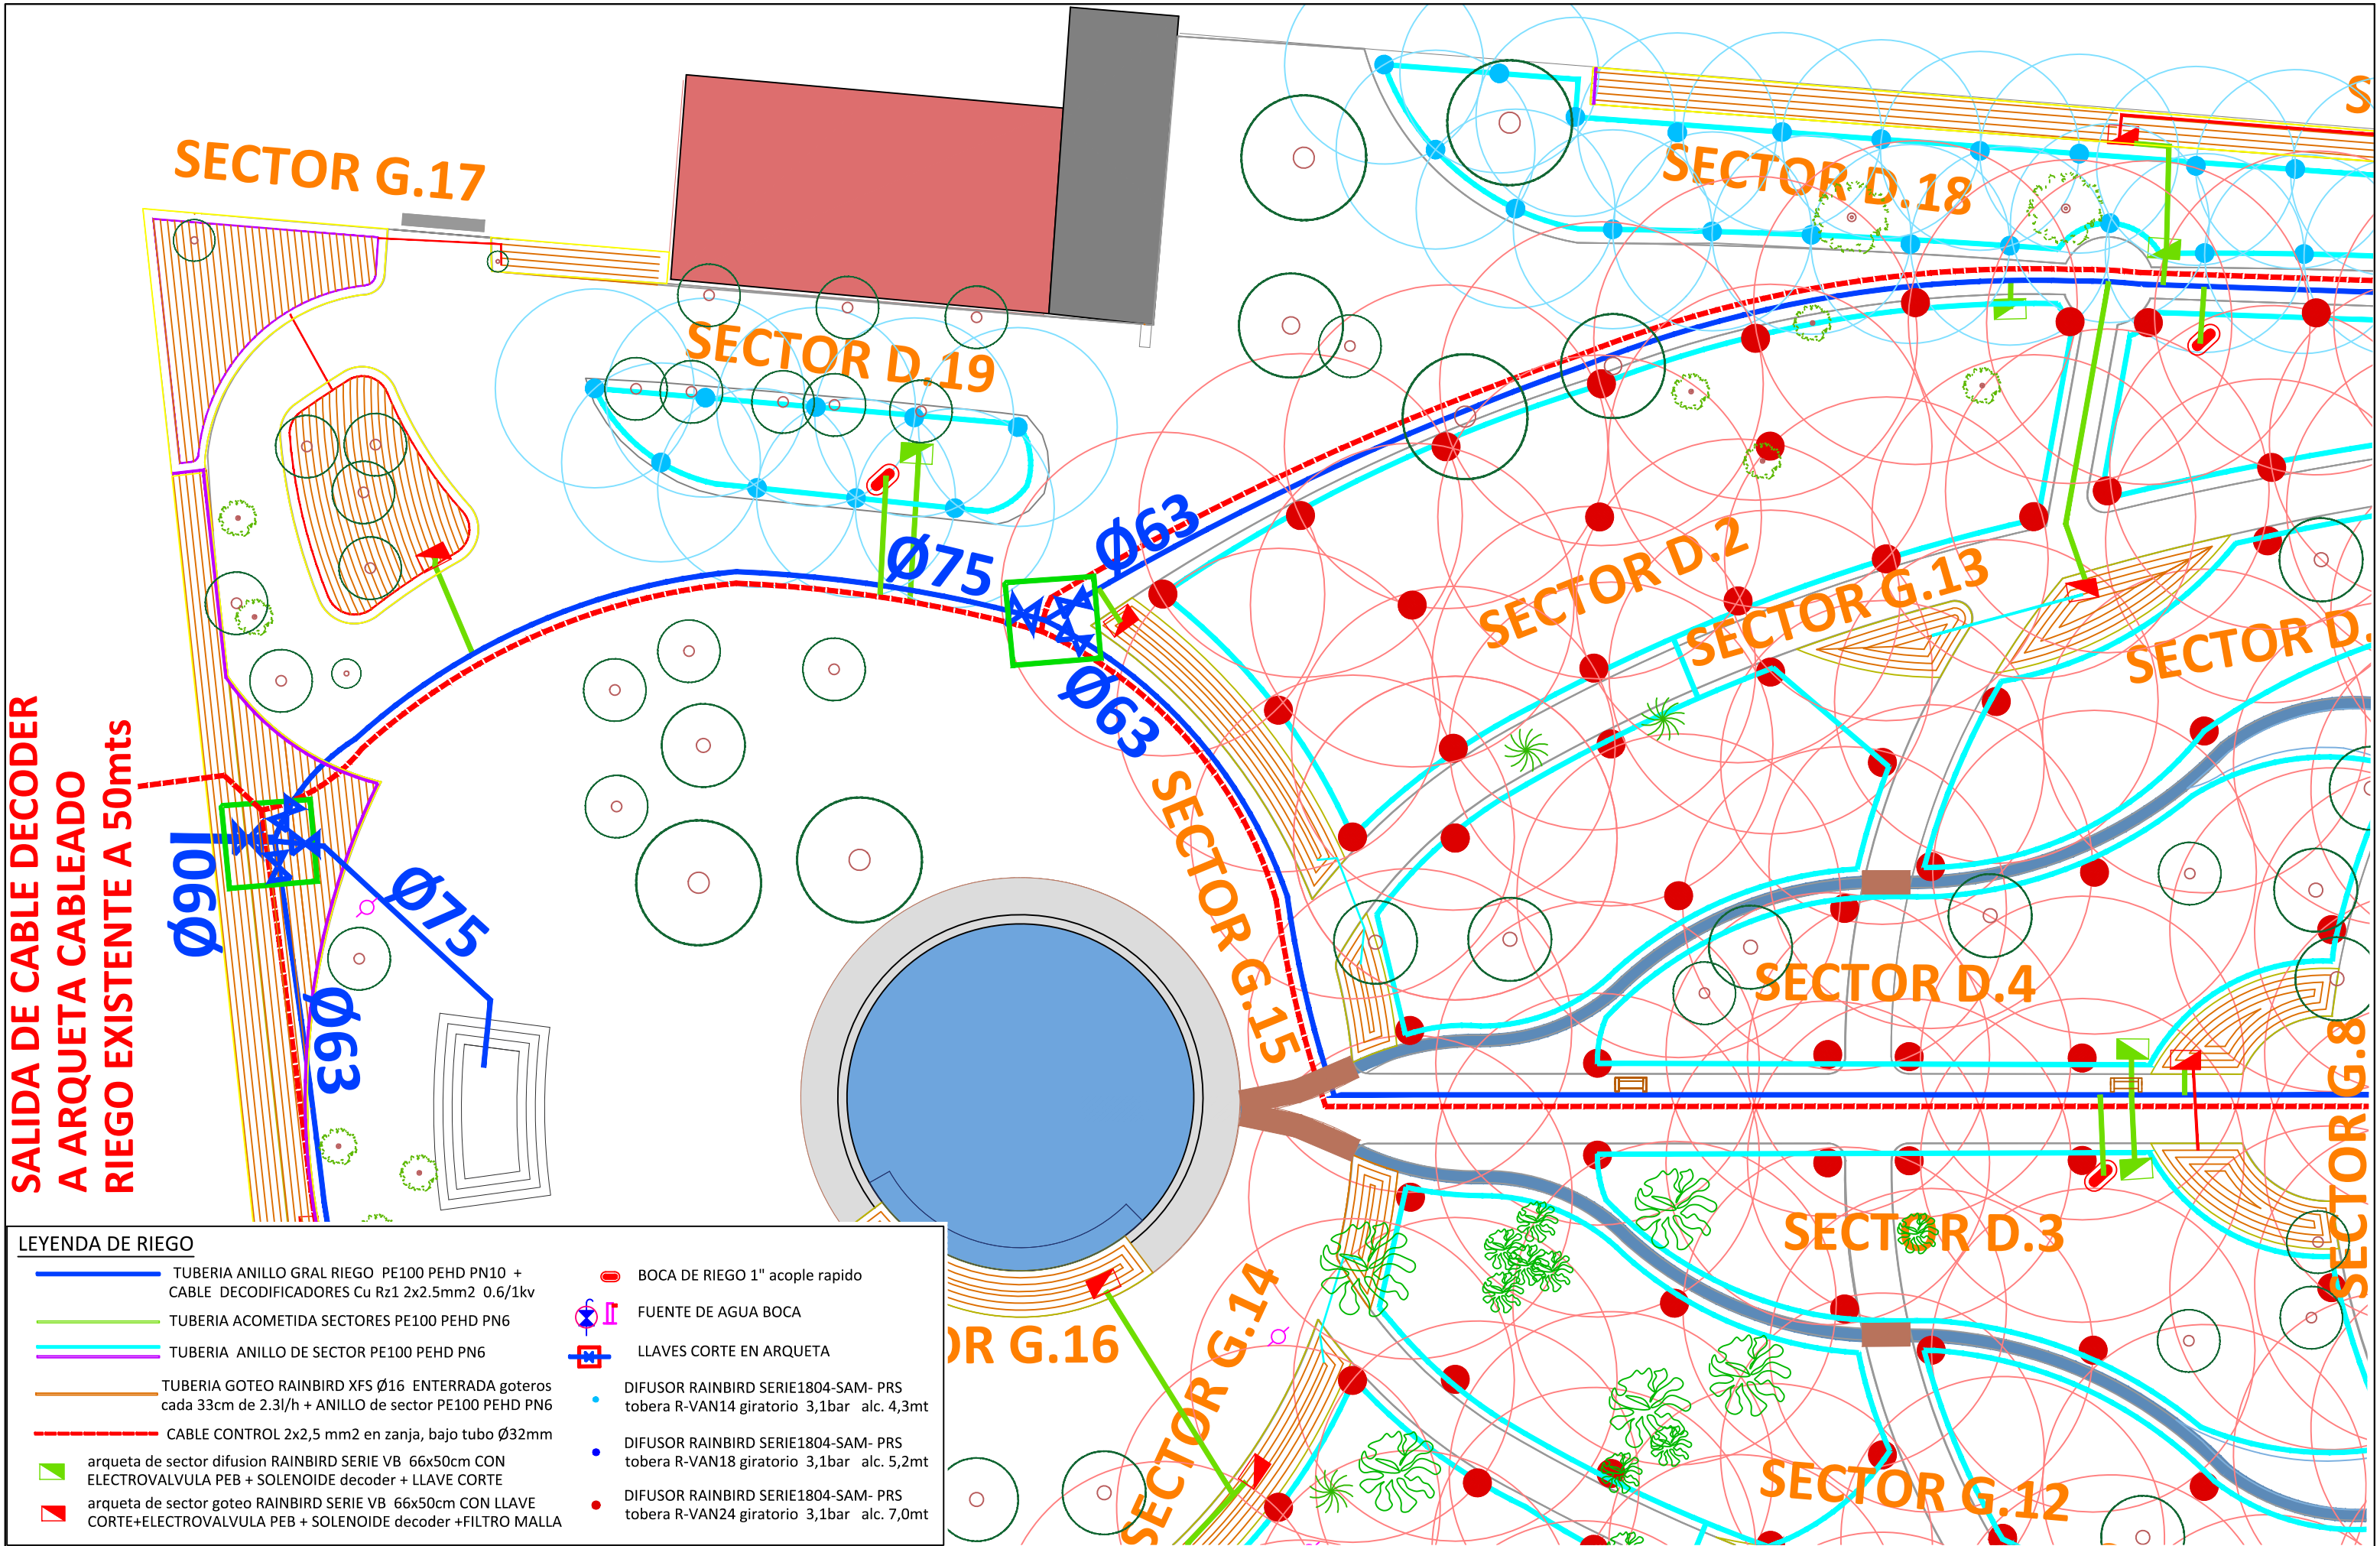 SECTOR G.17
SECTOR D.18
SECTOR D.19
Ø63
Ø75
SECTOR D.2
SECTOR G.13
SECTOR D.
Ø63
SALIDA DE CABLE DECODER
A ARQUETA CABLEADO
RIEGO EXISTENTE A 50mts
SECTOR G.15
Ø90
Ø75
Ø63
SECTOR D.4
SECTOR G.8
SECTOR D.3
OR G.16
SECTOR G.14
SECTOR G.12
LEYENDA DE RIEGO
TUBERIA ANILLO GRAL RIEGO PE100 PEHD PN10 +
CABLE DECODIFICADORES Cu Rz1 2x2.5mm2 0.6/1kv
TUBERIA ACOMETIDA SECTORES PE100 PEHD PN6
TUBERIA ANILLO DE SECTOR PE100 PEHD PN6
TUBERIA GOTEO RAINBIRD XFS Ø16 ENTERRADA goteros
cada 33cm de 2.3l/h + ANILLO de sector PE100 PEHD PN6
CABLE CONTROL 2x2,5 mm2 en zanja, bajo tubo Ø32mm
arqueta de sector difusion RAINBIRD SERIE VB 66x50cm CON
ELECTROVALVULA PEB + SOLENOIDE decoder + LLAVE CORTE
arqueta de sector goteo RAINBIRD SERIE VB 66x50cm CON LLAVE
CORTE+ELECTROVALVULA PEB + SOLENOIDE decoder +FILTRO MALLA
BOCA DE RIEGO 1" acople rapido
FUENTE DE AGUA BOCA
LLAVES CORTE EN ARQUETA
DIFUSOR RAINBIRD SERIE1804-SAM- PRS
tobera R-VAN14 giratorio 3,1bar alc. 4,3mt
DIFUSOR RAINBIRD SERIE1804-SAM- PRS
tobera R-VAN18 giratorio 3,1bar alc. 5,2mt
DIFUSOR RAINBIRD SERIE1804-SAM- PRS
tobera R-VAN24 giratorio 3,1bar alc. 7,0mt